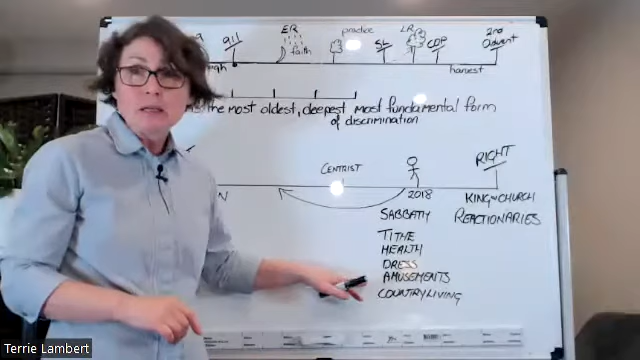 9 911 ER practice LR 2nd
faith SL CDP Advent
harvest
the most oldest, deepest most fundamental form
of discrimination
CENTRIST RIGHT
2018 KING CHURCH
SABBATH REACTIONARIES
TITHE
HEALTH
DRESS
AMUSEMENTS
COUNTRY LIVING
Terrie Lambert